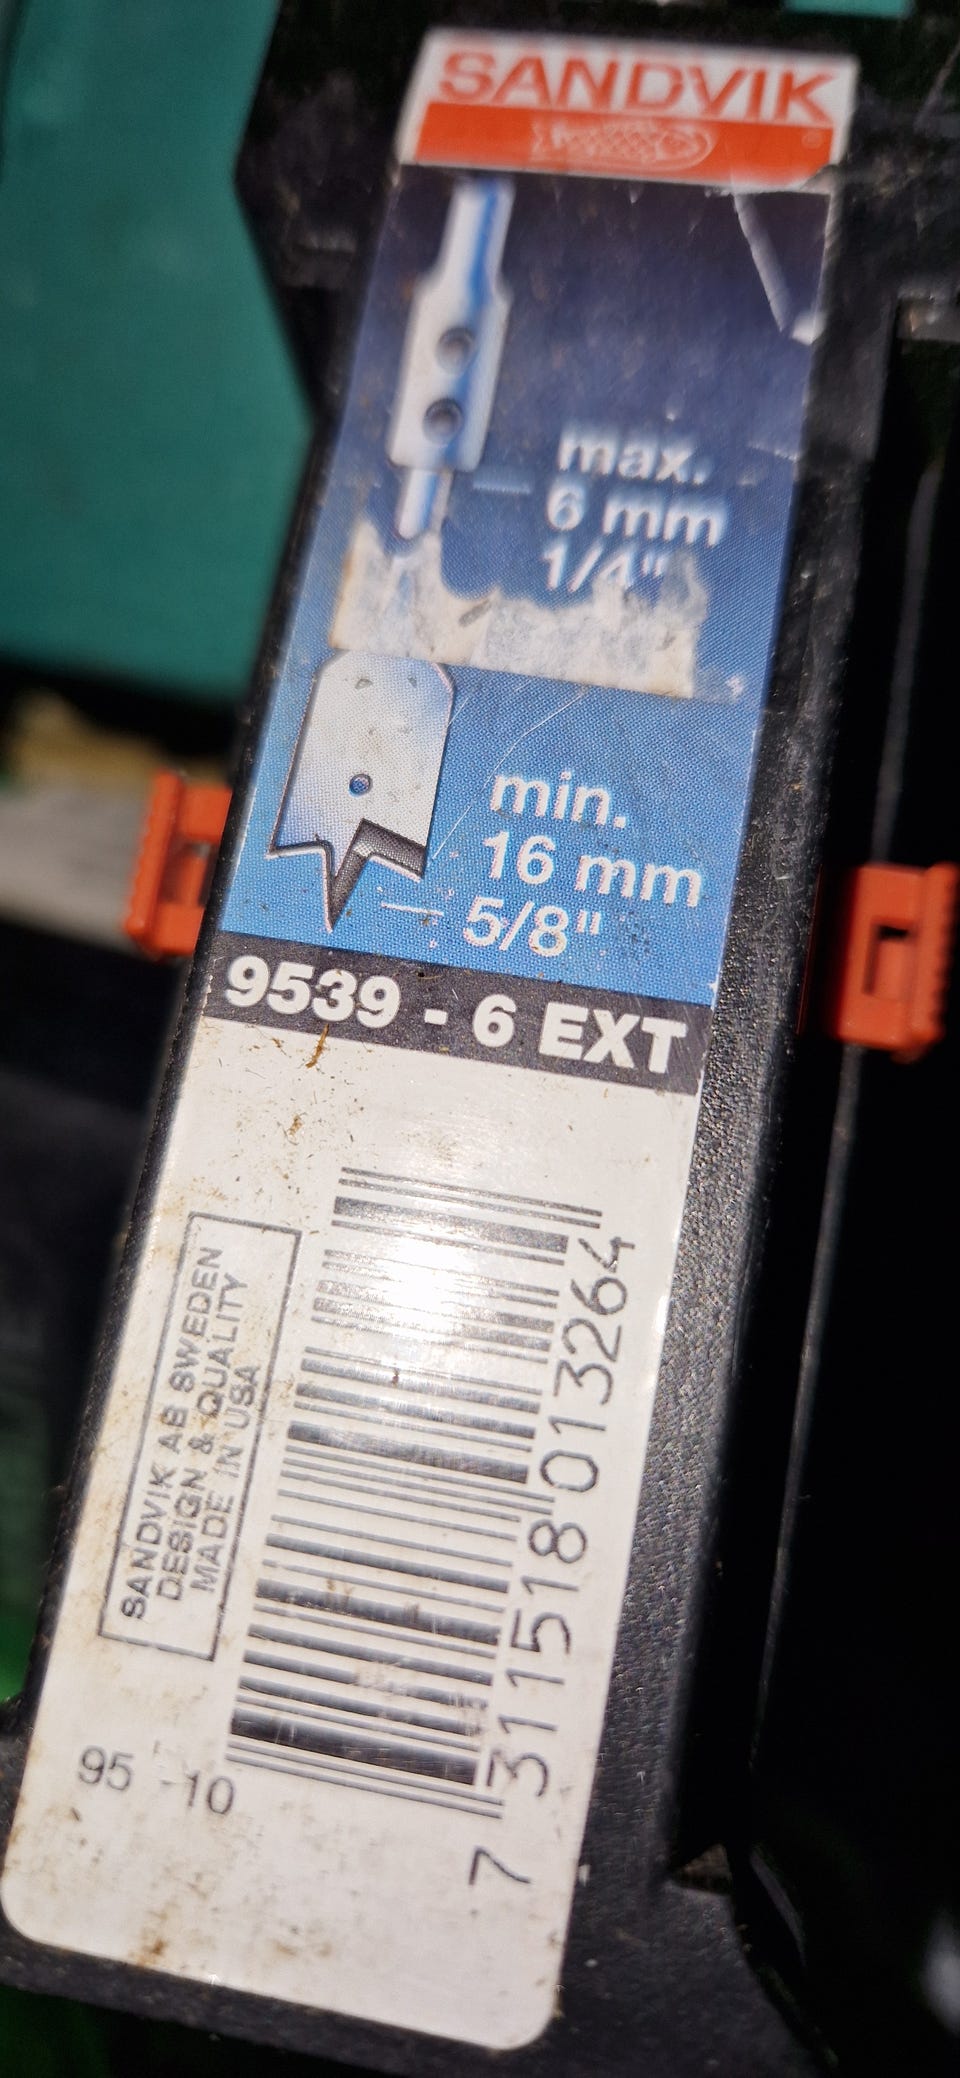 SANDVIK
max.
6 mm
1/4"
min.
16 mm
5/8"
9539 - 6 EXT
SANDVIK AB SWEDEN
DESIGN & QUALITY
MADE IN USA
7 311518 013264
95 10